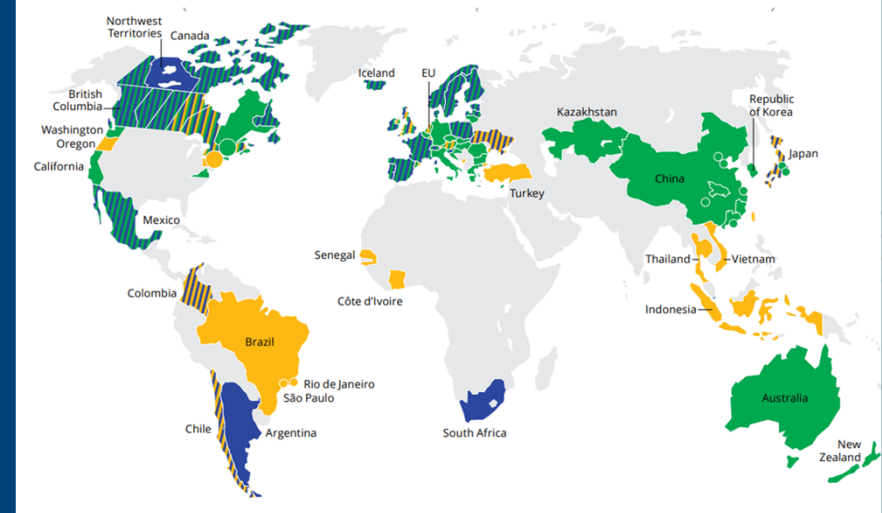 Northwest
Territories
Canada
Iceland
EU
British
Columbia
Kazakhstan
Republic
of Korea
Washington
Oregon
California
Japan
China
Turkey
Mexico
Senegal
Thailand
Vietnam
Colombia
Côte d'Ivoire
Indonesia
Brazil
Rio de Janeiro
São Paulo
Chile
Argentina
South Africa
Australia
New
Zealand